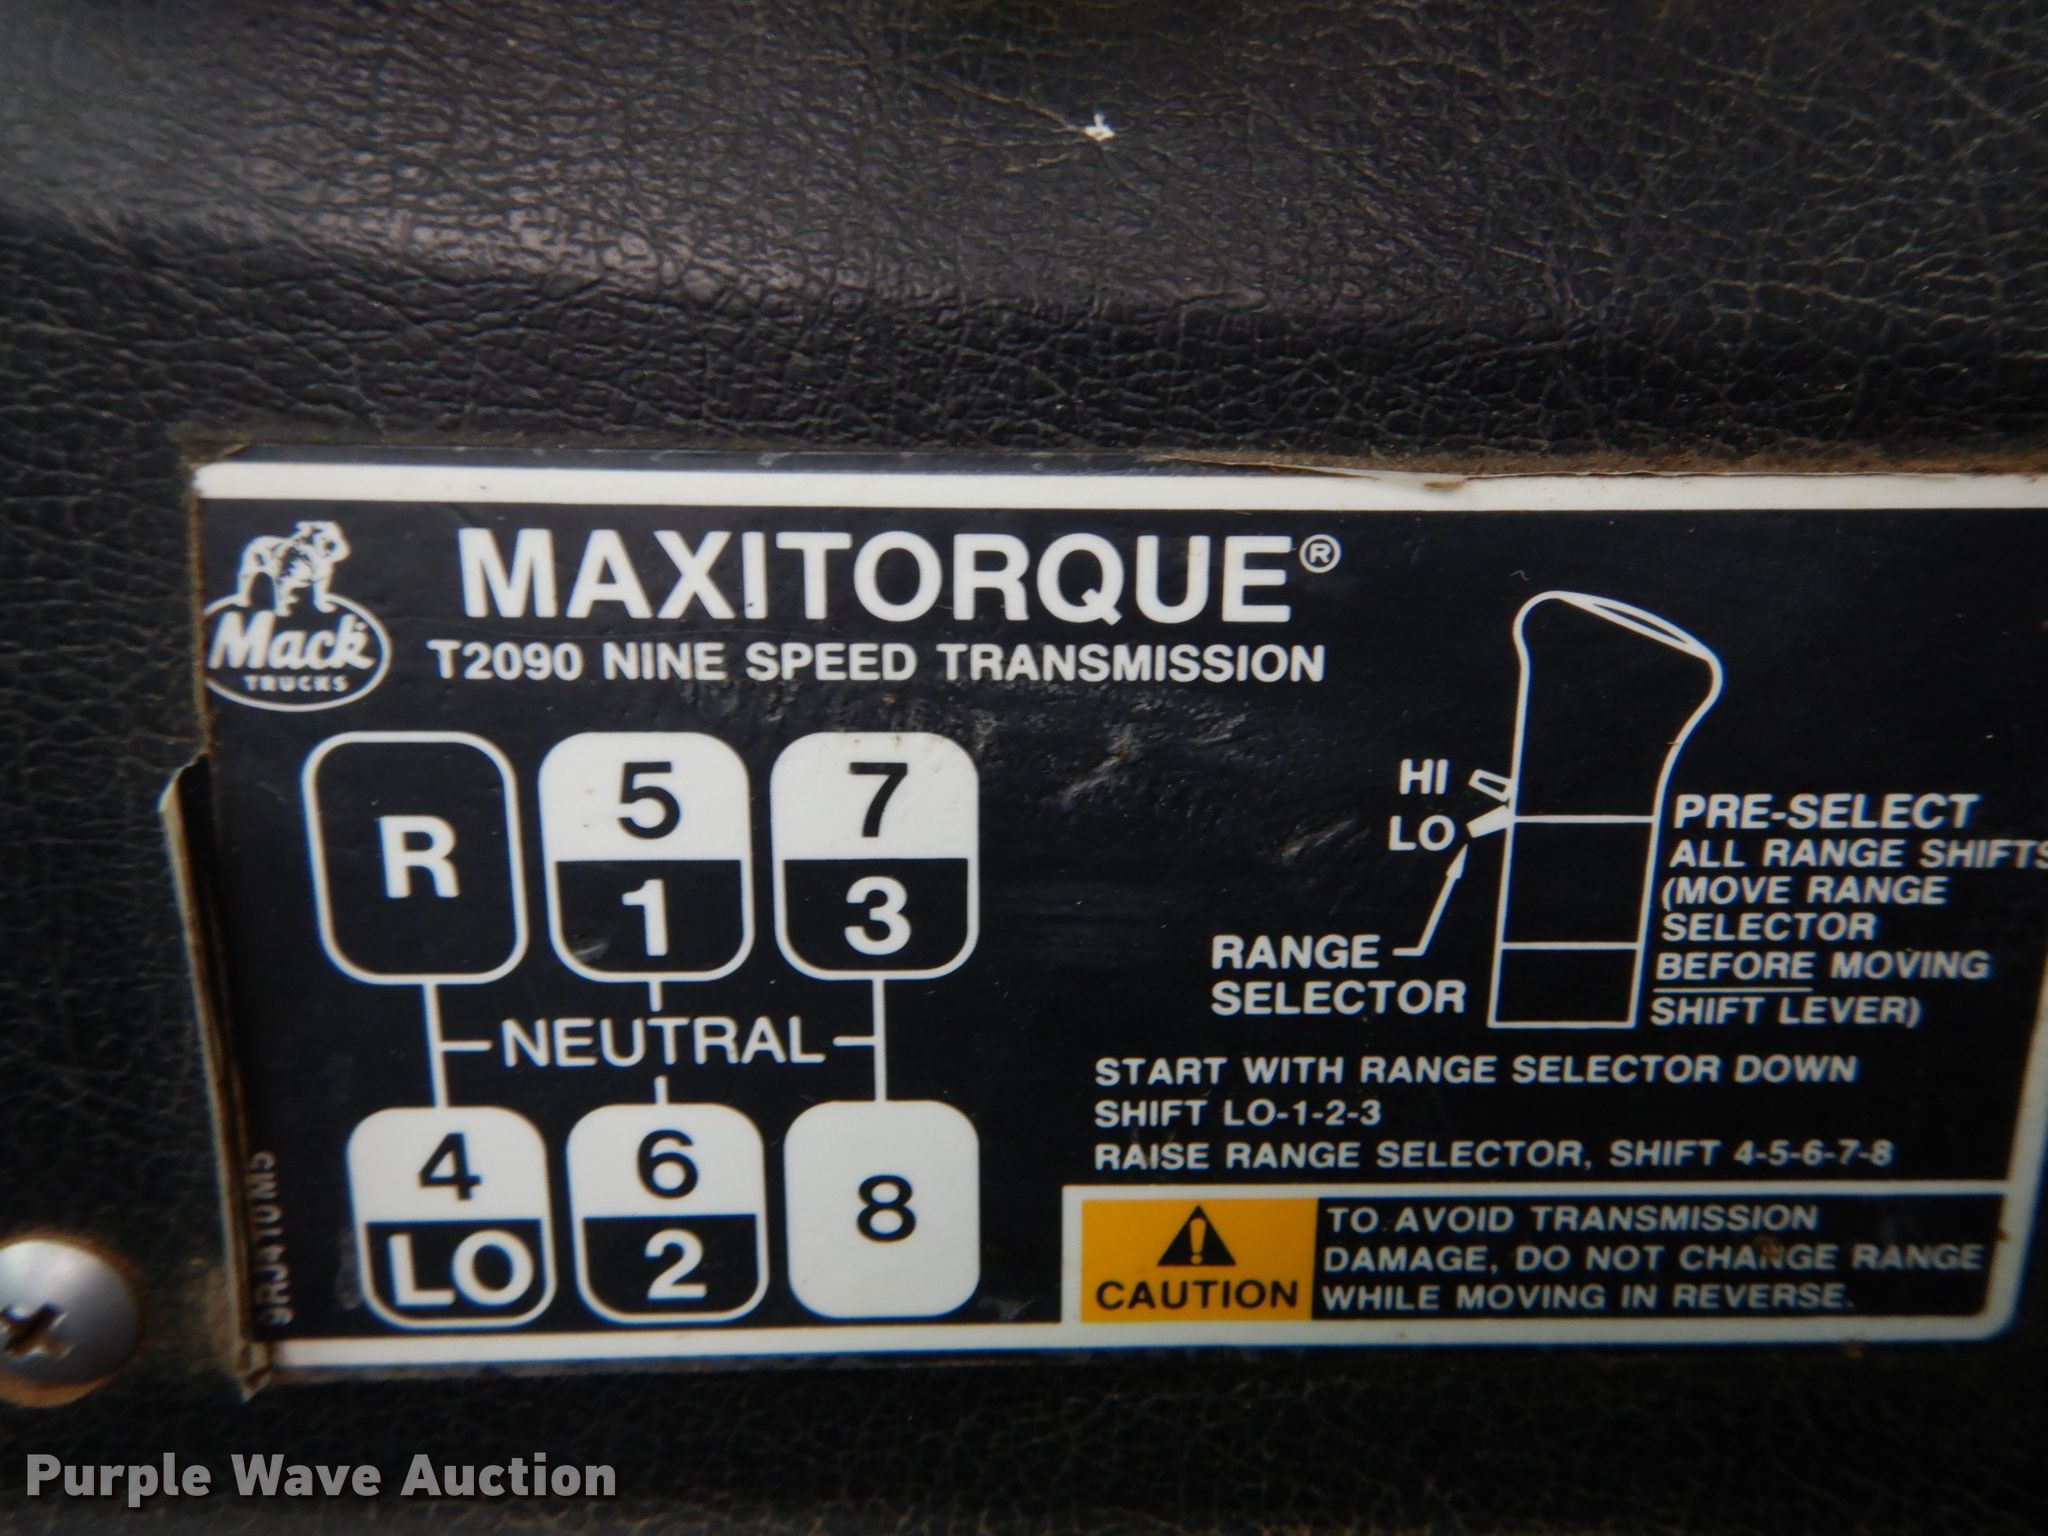 MAXITORQUE®
Mack
TRUCKS
T2090 NINE SPEED TRANSMISSION
R
5
1
7
3
NEUTRAL
4
LO
6
2
8
HI
LO
RANGE
SELECTOR
PRE-SELECT
ALL RANGE SHIFTS
(MOVE RANGE
SELECTOR
BEFORE MOVING
SHIFT LEVER)
START WITH RANGE SELECTOR DOWN
SHIFT LO-1-2-3
RAISE RANGE SELECTOR, SHIFT 4-5-6-7-8
CAUTION
TO AVOID TRANSMISSION
DAMAGE, DO NOT CHANGE RANGE
WHILE MOVING IN REVERSE.
9RJ410M5
Purple Wave Auction